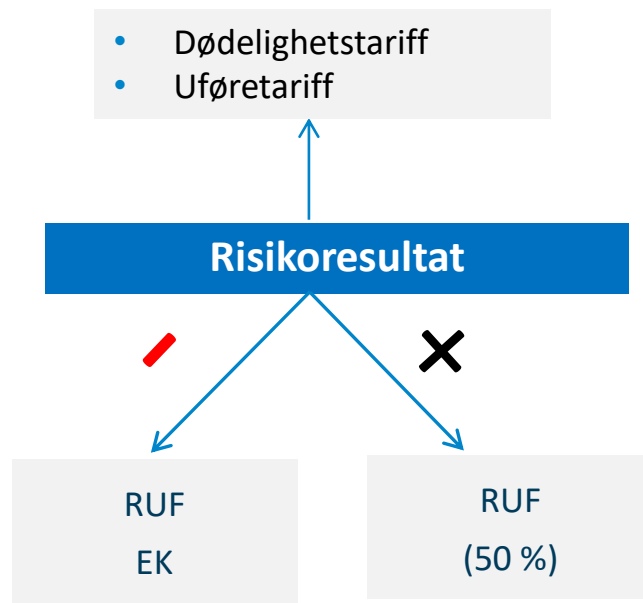 • Dødelighetstariff
• Uføretariff
Risikoresultat
RUF
EK
RUF
(50 %)